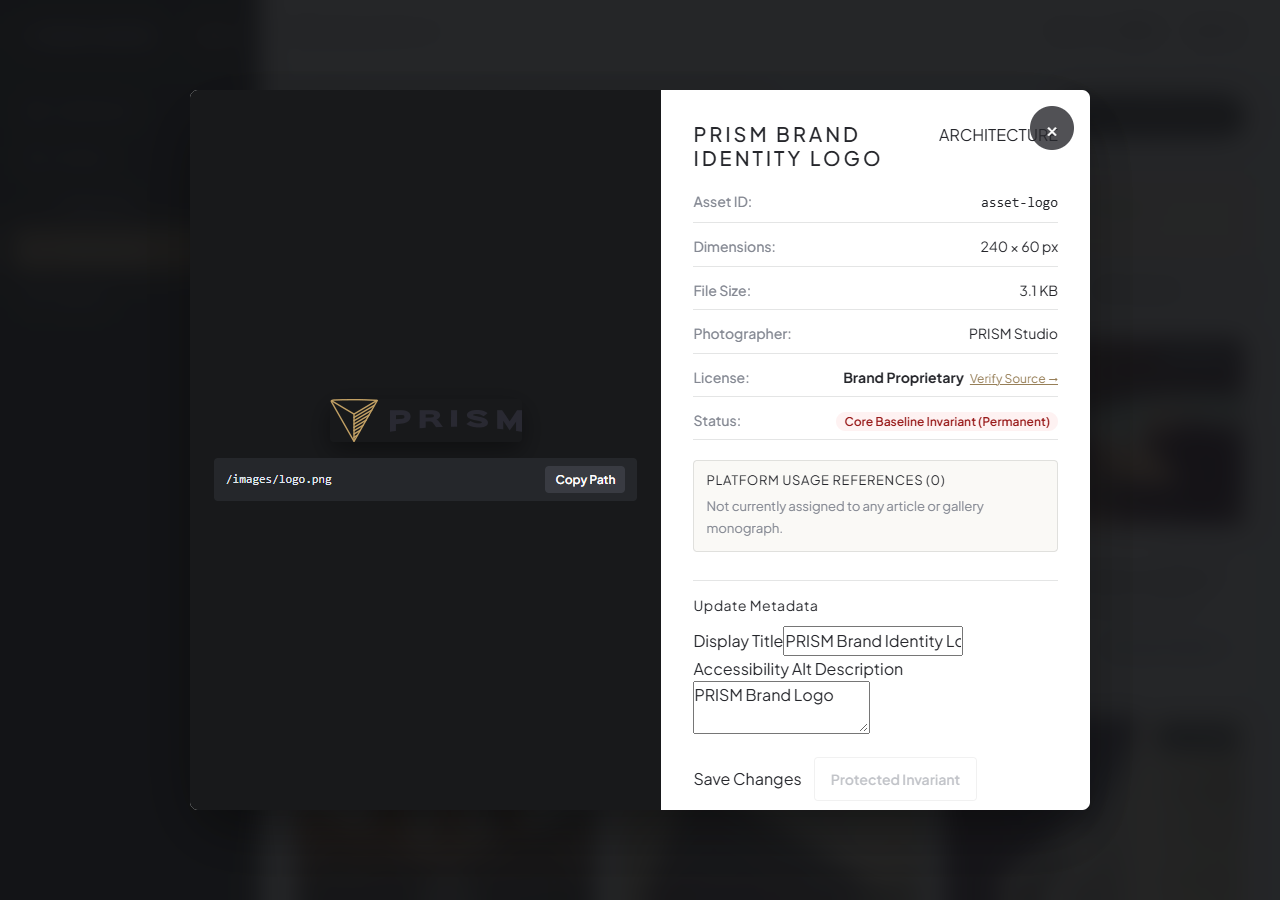 PRISM
/images/logo.png Copy Path
PRISM BRAND
IDENTITY LOGO
ARCHITECTURE
×
Asset ID: asset-logo
Dimensions: 240 × 60 px
File Size: 3.1 KB
Photographer: PRISM Studio
License: Brand Proprietary Verify Source →
Status: Core Baseline Invariant (Permanent)
PLATFORM USAGE REFERENCES (0)
Not currently assigned to any article or gallery
monograph.
Update Metadata
Display Title PRISM Brand Identity Lo
Accessibility Alt Description
PRISM Brand Logo
Save Changes Protected Invariant